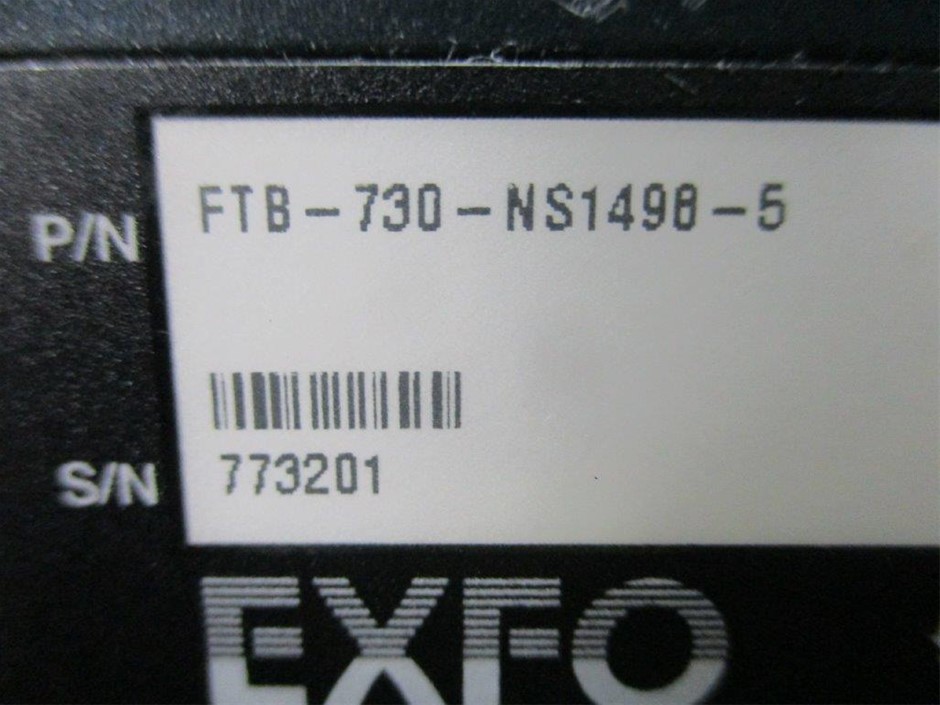 P/N FTB-730-NS1498-5
S/N 773201
EXFO